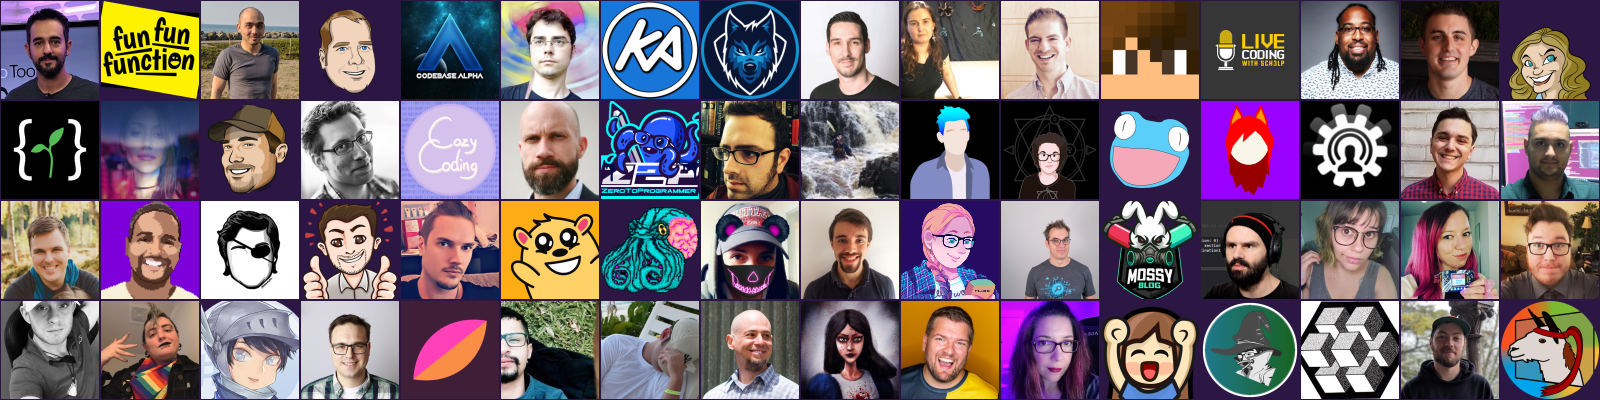 o Too
fun fun
function
CODEBASE ALPHA
KA
LIVE
CODING
WITH SCH3LP
{ }
Cozy
Coding
ZEROTOPROGRAMMER
MOSSY
BLOG